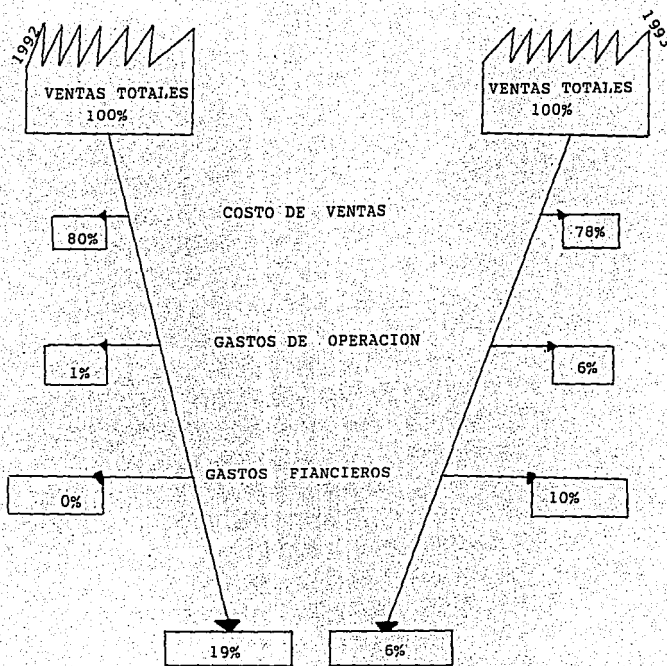 1992
1993
VENTAS TOTALES
100%
VENTAS TOTALES
100%
COSTO DE VENTAS
80%
78%
GASTOS DE OPERACION
1%
6%
GASTOS FIANCIEROS
0%
10%
19%
6%